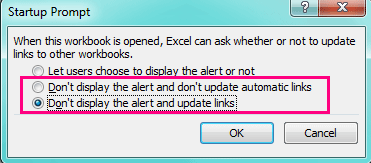 Startup Prompt
When this workbook is opened, Excel can ask whether or not to update
links to other workbooks.
Let users choose to display the alert or not
Don't display the alert and don't update automatic links
Don't display the alert and update links
OK
Cancel